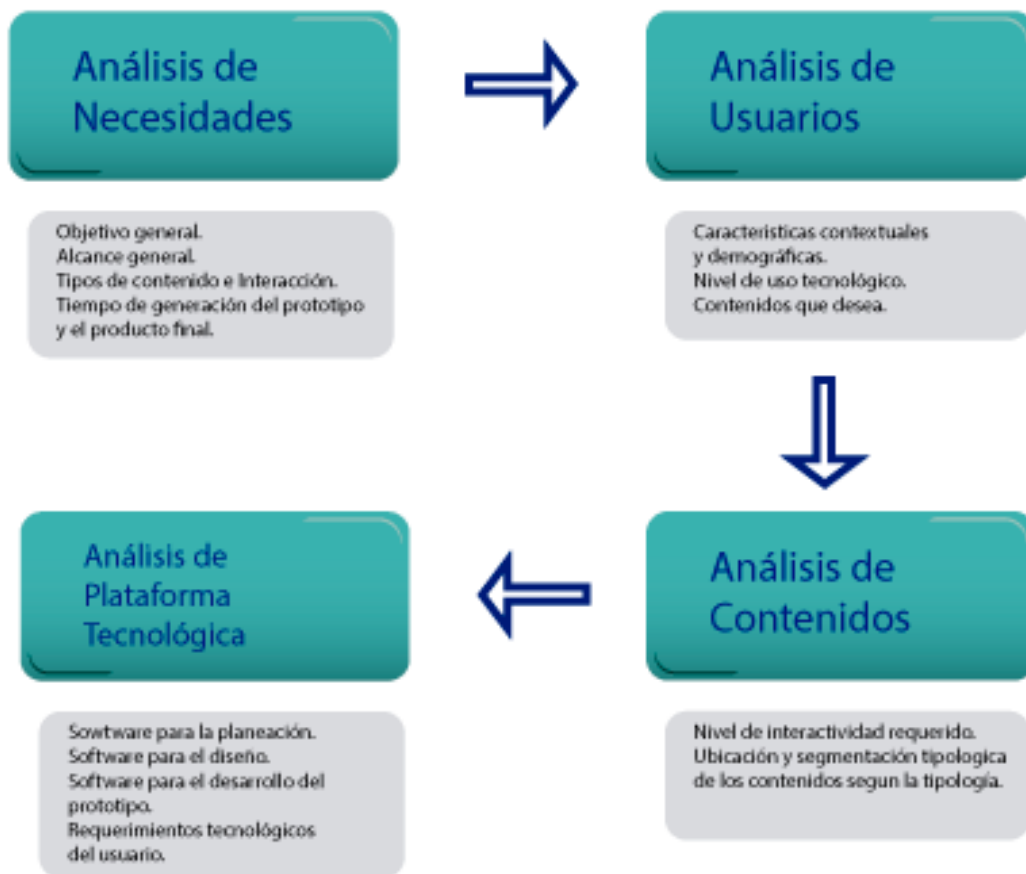 Análisis de
Necesidades
Objetivo general.
Alcance general.
Tipos de contenido e Interacción.
Tiempo de generación del prototipo
y el producto final.
Análisis de
Usuarios
Caracteristicas contextuales
y demográficas.
Nivel de uso tecnológico.
Contenidos que desea.
Análisis de
Contenidos
Nivel de interactividad requerido.
Ubicación y segmentación tipologica
de los contenidos segun la tipología.
Análisis de
Plataforma
Tecnológica
Sowtware para la planeación.
Software para el diseño.
Software para el desarrollo del
prototipo.
Requerimientos tecnológicos
del usuario.